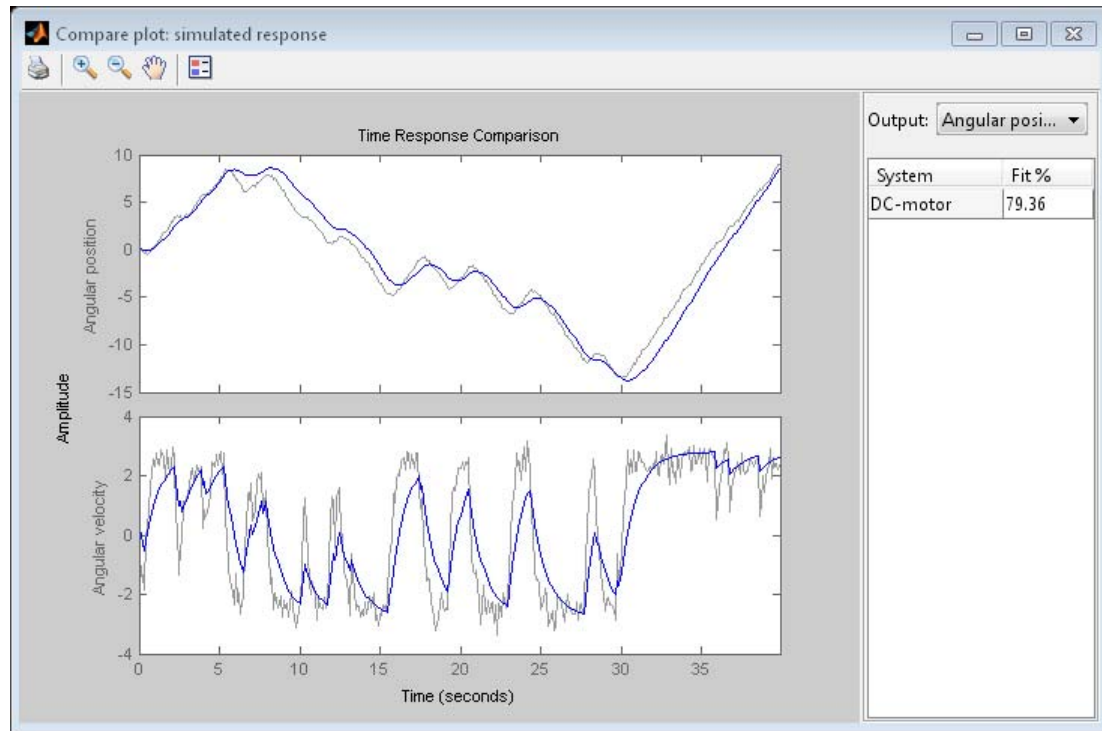 Compare plot: simulated response
Time Response Comparison
Output: Angular posi...
System Fit %
DC-motor 79.36
10
5
0
-5
-10
-15
Angular position
Amplitude
4
2
0
-2
-4
Angular velocity
0 5 10 15 20 25 30 35
Time (seconds)